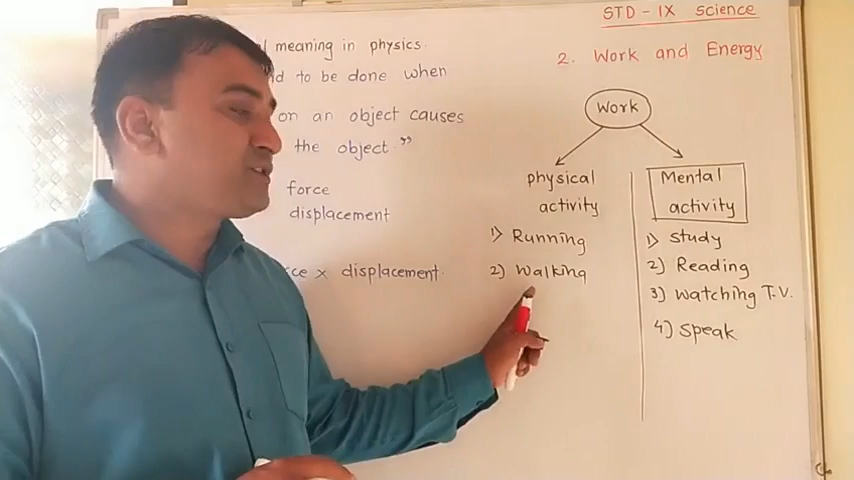 STD - IX Science
meaning in physics.
2. Work and Energy
to be done when
on an object causes
the object."
force
displacement
x displacement
Work
physical
activity
1) Running
2) Walking
Mental
activity
1) study
2) Reading
3) watching T.V.
4) speak